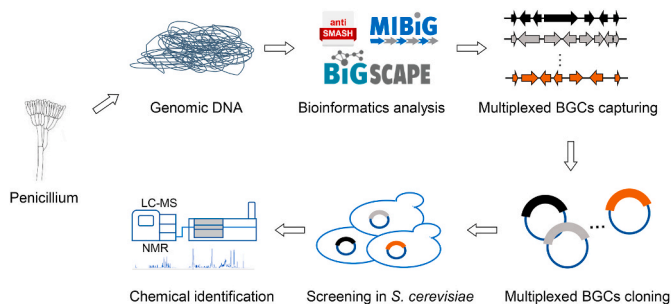 anti
SMASH
MIBiG
BiG SCAPE
Genomic DNA
Bioinformatics analysis
Multiplexed BGCs capturing
Penicillium
LC-MS
NMR
Chemical identification
Screening in S. cerevisiae
Multiplexed BGCs cloning